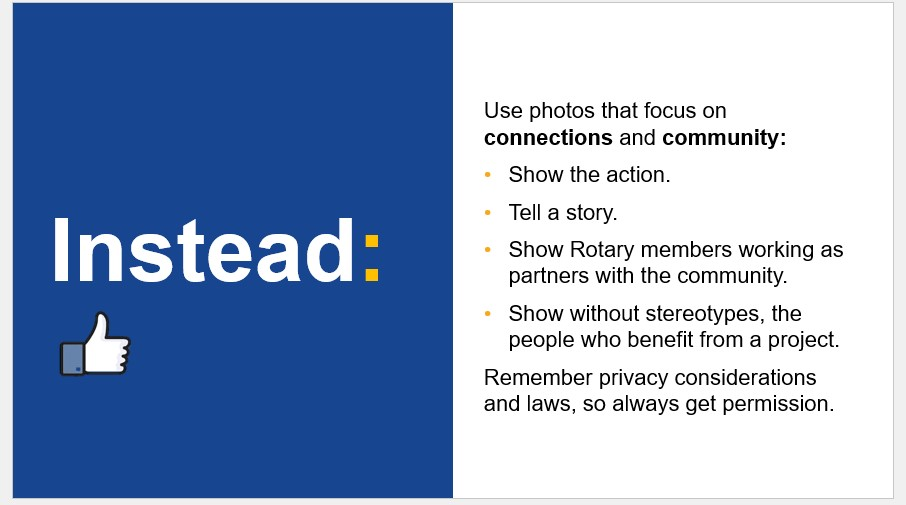 Instead:
Use photos that focus on
connections and community:
• Show the action.
• Tell a story.
• Show Rotary members working as
partners with the community.
• Show without stereotypes, the
people who benefit from a project.
Remember privacy considerations
and laws, so always get permission.